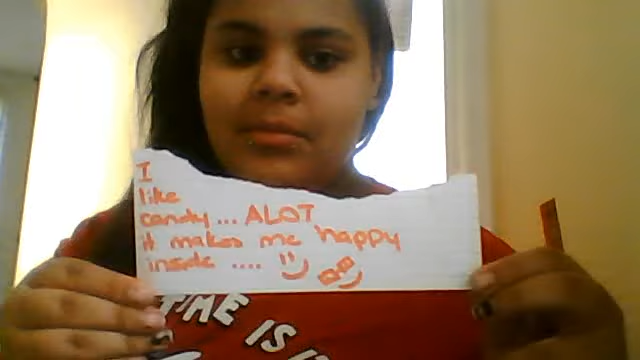 I
like
candy... ALOT
it makes me happy
inside ....
TIME IS